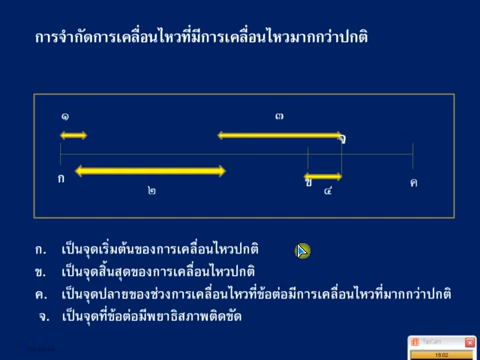 การจำกัดการเคลื่อนไหวที่มีการเคลื่อนไหวมากกว่าปกติ
๑ ๓
จ
ก ข ค
๒ ๔
ก. เป็นจุดเริ่มต้นของการเคลื่อนไหวปกติ
ข. เป็นจุดสิ้นสุดของการเคลื่อนไหวปกติ
ค. เป็นจุดปลายของช่วงการเคลื่อนไหวที่ข้อต่อมีการเคลื่อนไหวที่มากกว่าปกติ
จ. เป็นจุดที่ข้อต่อมีพยาธิสภาพติดขัด
18:02